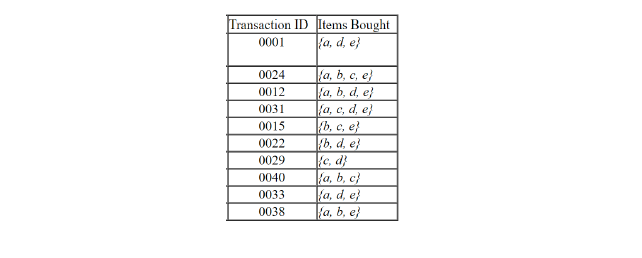 Transaction ID Items Bought
0001 {a, d, e}
0024 {a, b, c, e}
0012 {a, b, d, e}
0031 {a, c, d, e}
0015 {b, c, e}
0022 {b, d, e}
0029 {c, d}
0040 {a, b, c}
0033 {a, d, e}
0038 {a, b, e}